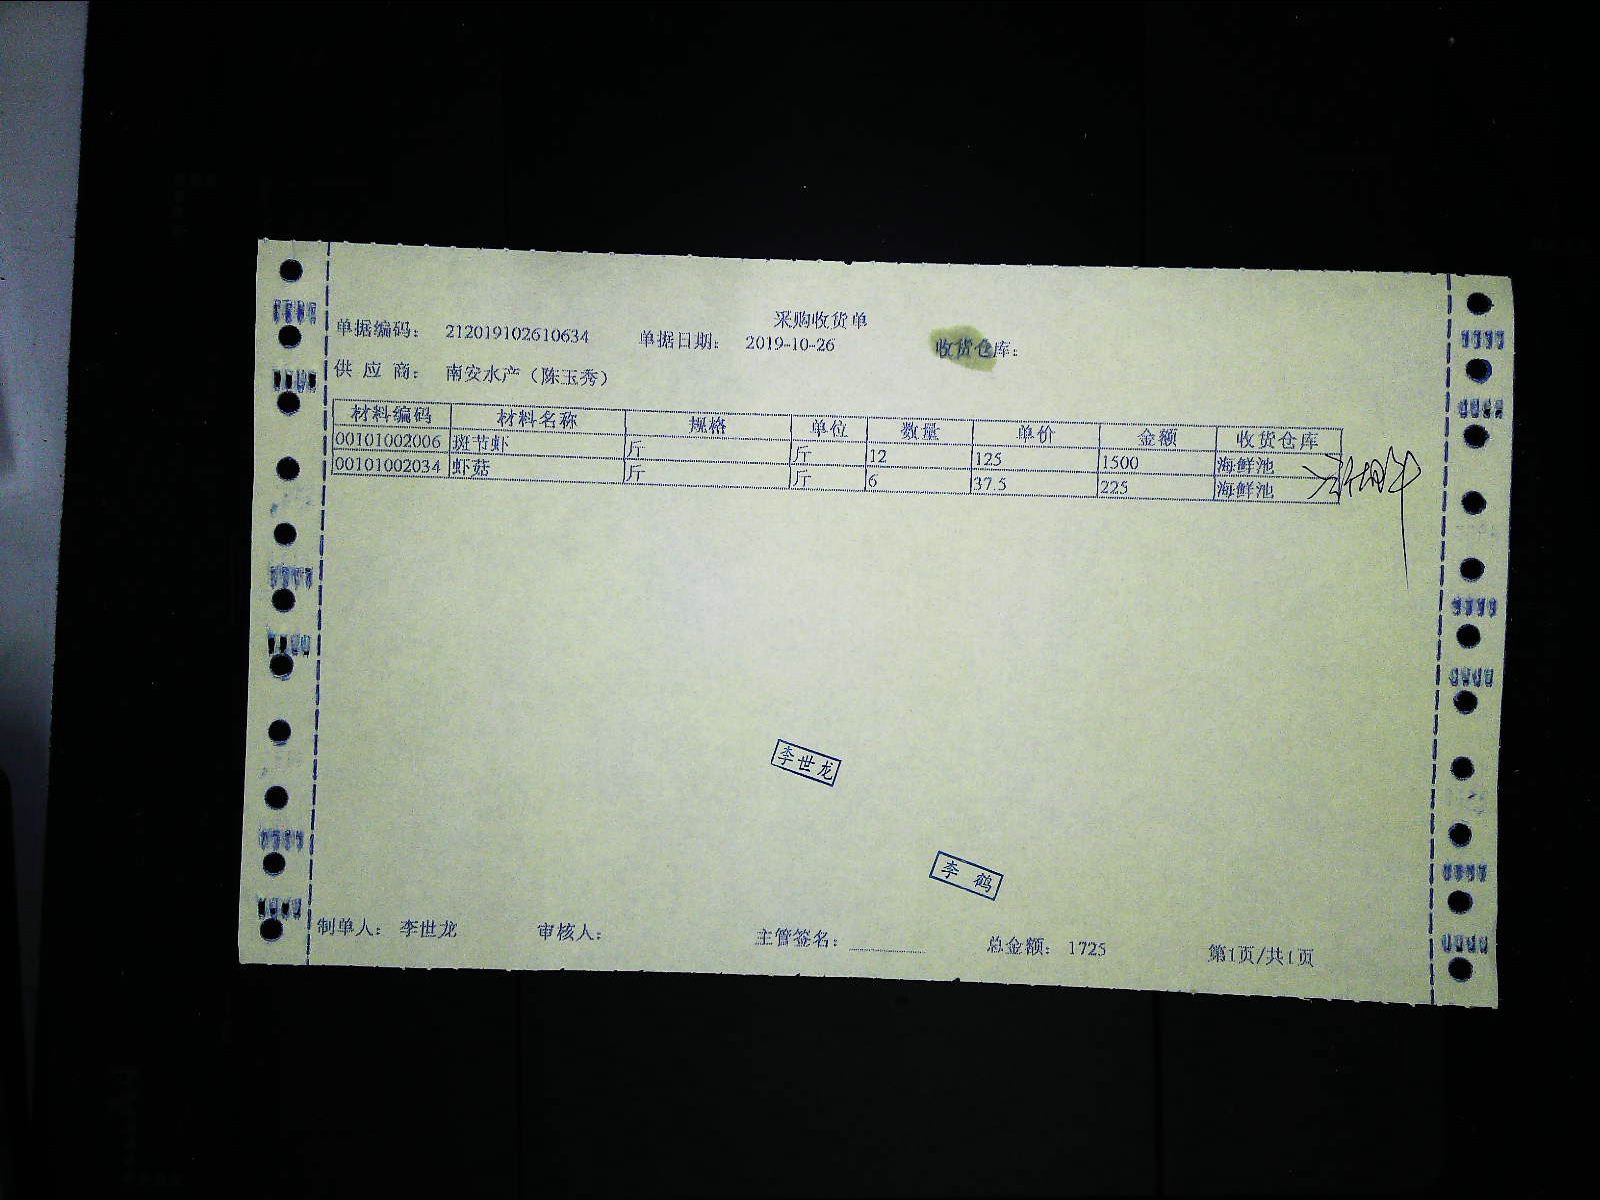 采购收货单
单据编码： 212019102610634 单据日期： 2019-10-26 收货仓库：
供 应 商： 南安水产（陈玉秀）
材料编码 材料名称 规格 单位 数量 单价 金额 收货仓库
00101002006 斑节虾 斤 斤 12 125 1500 海鲜池
00101002034 虾菇 斤 斤 6 37.5 225 海鲜池
李世龙
李 鹤
制单人： 李世龙 审核人： 主管签名： 总金额： 1725 第1页/共1页